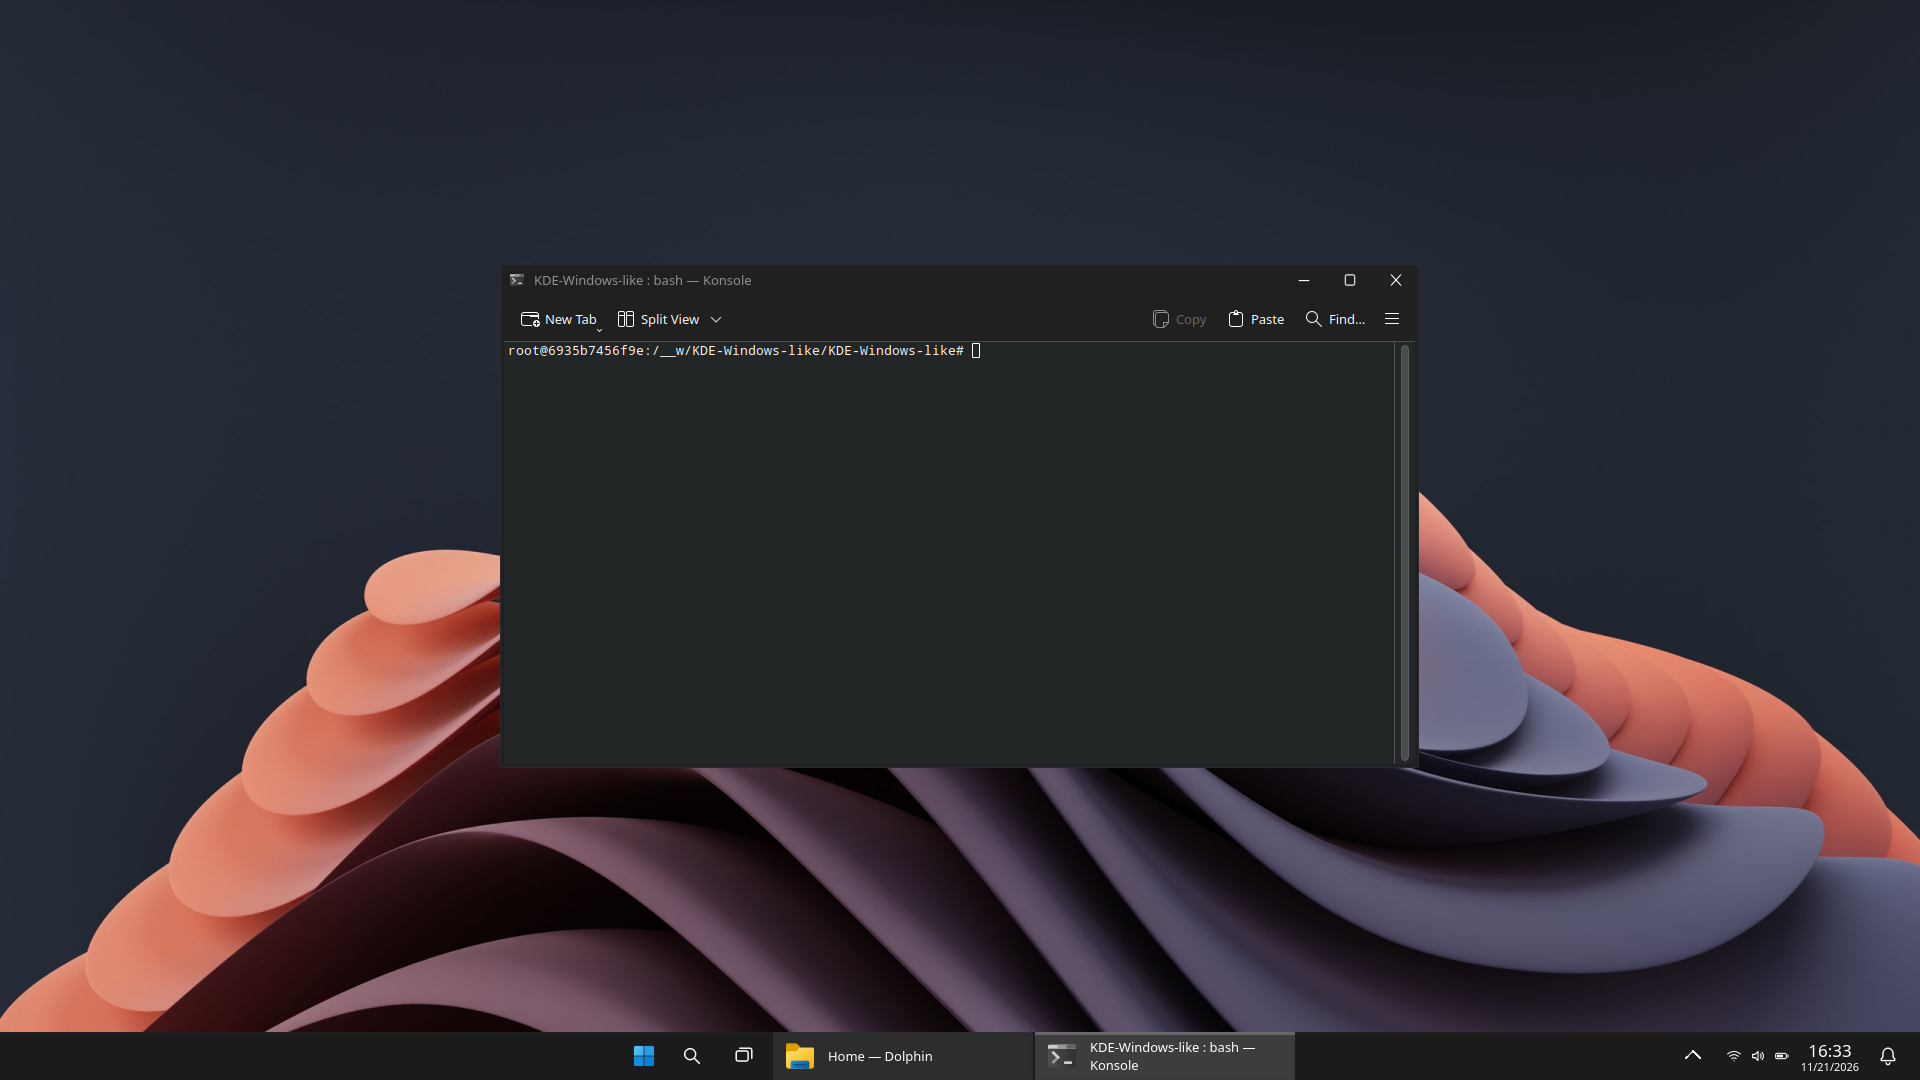 KDE-Windows-like : bash — Konsole
New Tab
Split View
Copy
Paste
Find...
root@6935b7456f9e:/__w/KDE-Windows-like/KDE-Windows-like#
Home — Dolphin
KDE-Windows-like : bash —
Konsole
16:33
11/21/2026